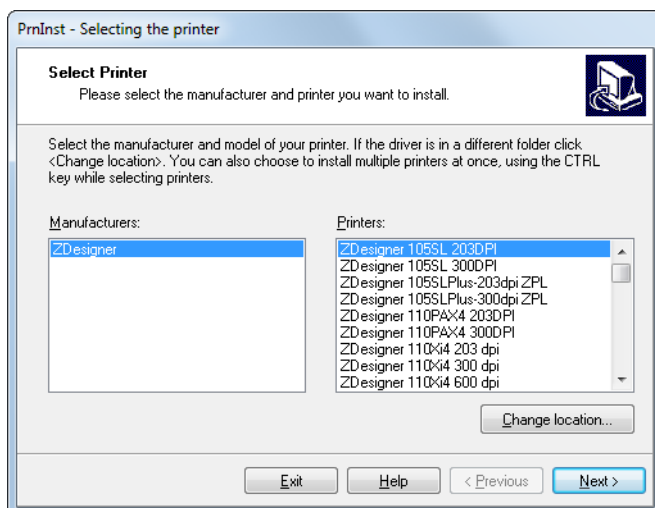 PrnInst - Selecting the printer
Select Printer
Please select the manufacturer and printer you want to install.
Select the manufacturer and model of your printer. If the driver is in a different folder click
<Change location>. You can also choose to install multiple printers at once, using the CTRL
key while selecting printers.
Manufacturers:
ZDesigner
Printers:
ZDesigner 105SL 203DPI
ZDesigner 105SL 300DPI
ZDesigner 105SLPlus-203dpi ZPL
ZDesigner 105SLPlus-300dpi ZPL
ZDesigner 110PAX4 203DPI
ZDesigner 110PAX4 300DPI
ZDesigner 110Xi4 203 dpi
ZDesigner 110Xi4 300 dpi
ZDesigner 110Xi4 600 dpi
Change location...
Exit
Help
< Previous
Next >